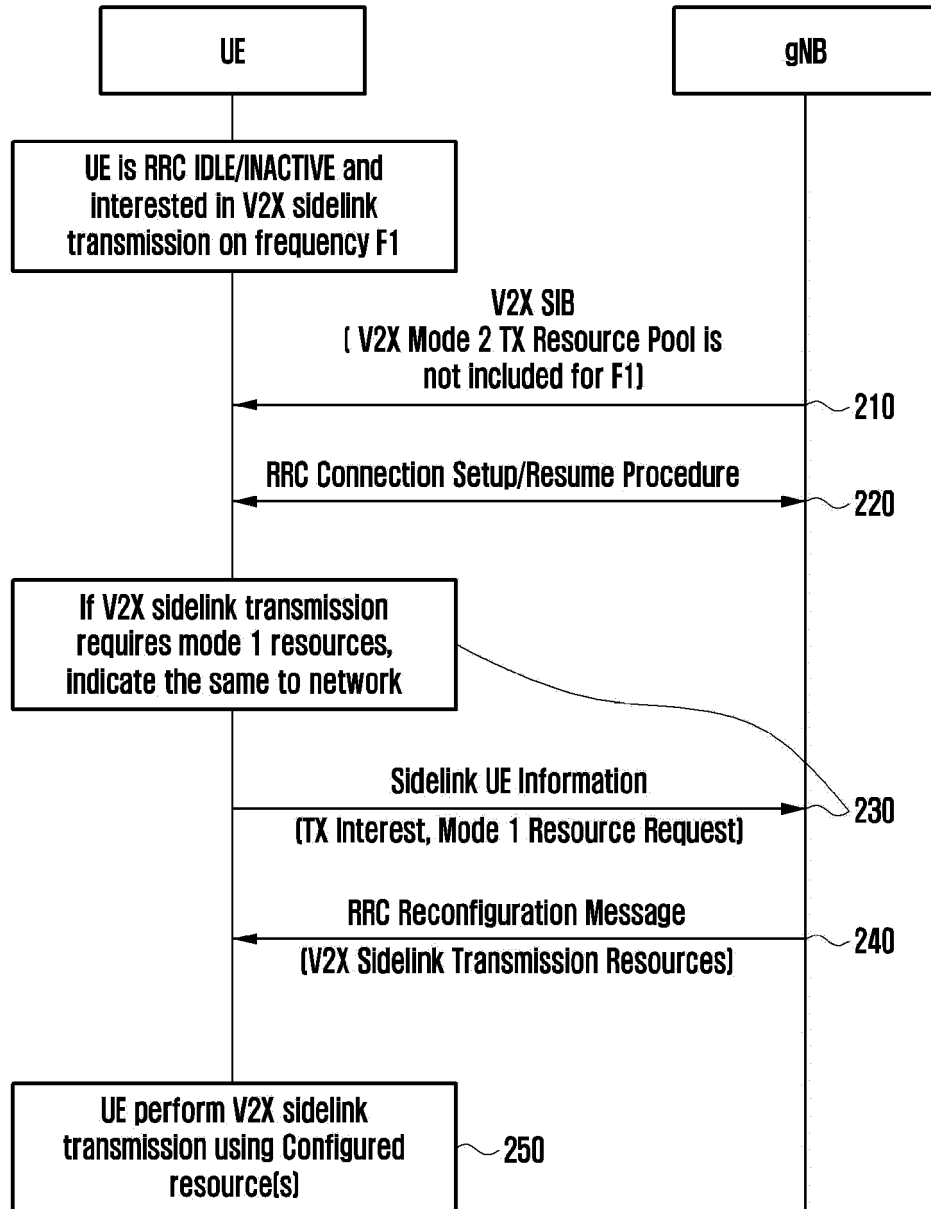 UE
gNB
UE is RRC IDLE/INACTIVE and
interested in V2X sidelink
transmission on frequency F1
V2X SIB
( V2X Mode 2 TX Resource Pool is
not included for F1)
210
RRC Connection Setup/Resume Procedure
220
If V2X sidelink transmission
requires mode 1 resources,
indicate the same to network
Sidelink UE Information
(TX Interest, Mode 1 Resource Request)
230
RRC Reconfiguration Message
(V2X Sidelink Transmission Resources)
240
UE perform V2X sidelink
transmission using Configured
resource(s)
250